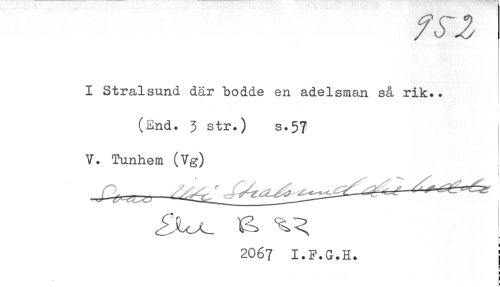 952
I Stralsund där bodde en adelsman så rik..
(End. 3 str.) s.57
V. Tunhem (Vg)
Uti Stralsund där bodde
B 82
2067 I.F.G.H.